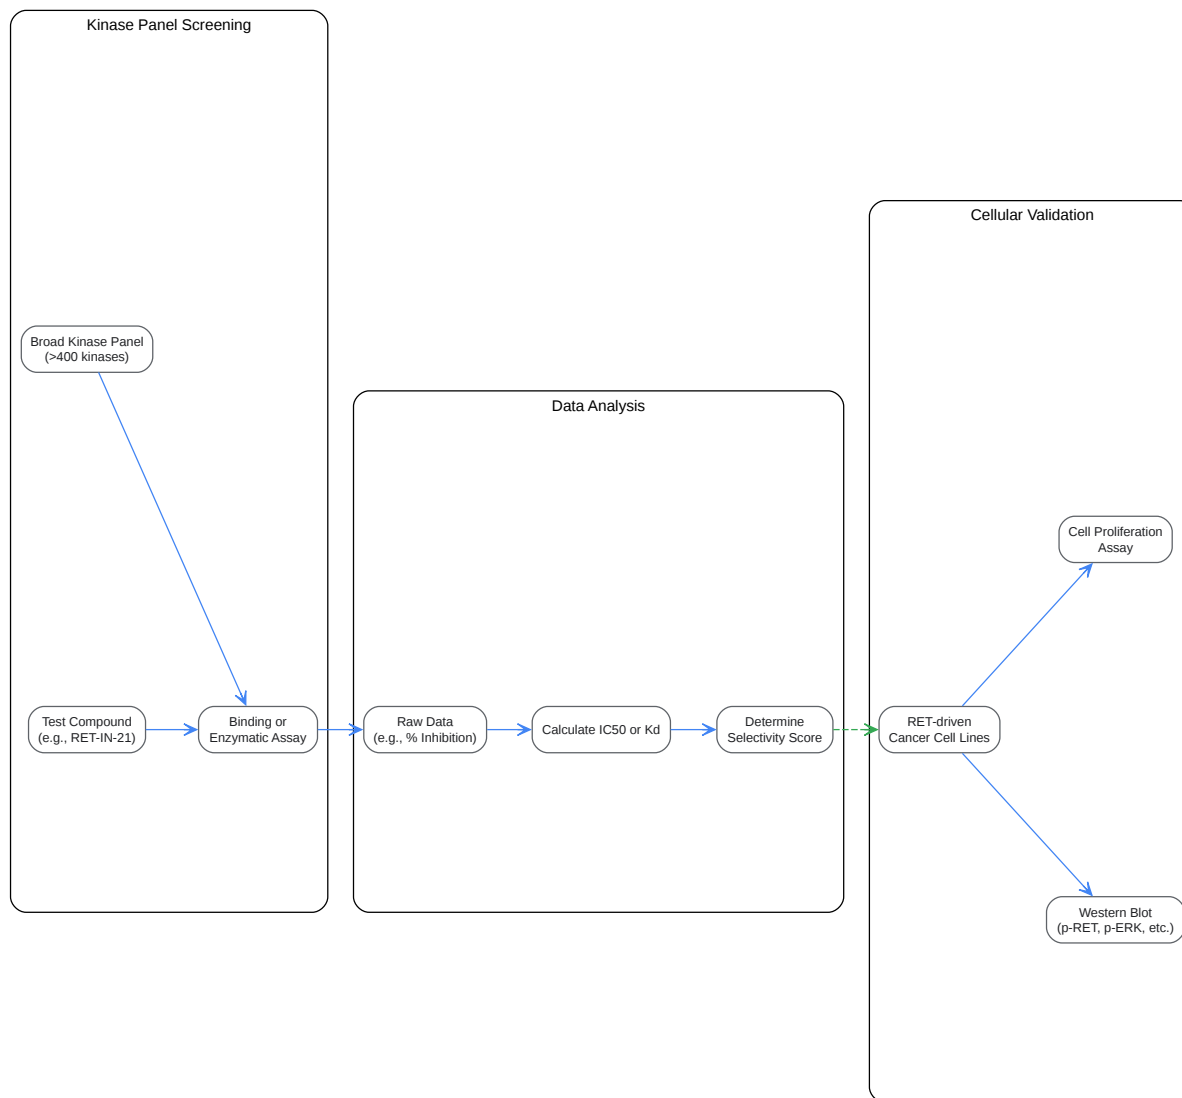 Kinase Panel Screening
Broad Kinase Panel
(>400 kinases)
Test Compound
(e.g., RET-IN-21)
Binding or
Enzymatic Assay
Data Analysis
Raw Data
(e.g., % Inhibition)
Calculate IC50 or Kd
Determine
Selectivity Score
Cellular Validation
RET-driven
Cancer Cell Lines
Cell Proliferation
Assay
Western Blot
(p-RET, p-ERK, etc.)